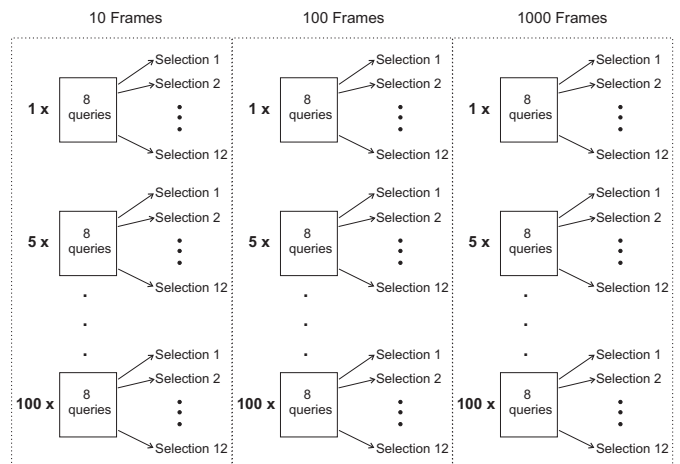 10 Frames
100 Frames
1000 Frames
1 x
8
queries
Selection 1
Selection 2
Selection 12
1 x
8
queries
Selection 1
Selection 2
Selection 12
1 x
8
queries
Selection 1
Selection 2
Selection 12
5 x
8
queries
Selection 1
Selection 2
Selection 12
5 x
8
queries
Selection 1
Selection 2
Selection 12
5 x
8
queries
Selection 1
Selection 2
Selection 12
100 x
8
queries
Selection 1
Selection 2
Selection 12
100 x
8
queries
Selection 1
Selection 2
Selection 12
100 x
8
queries
Selection 1
Selection 2
Selection 12